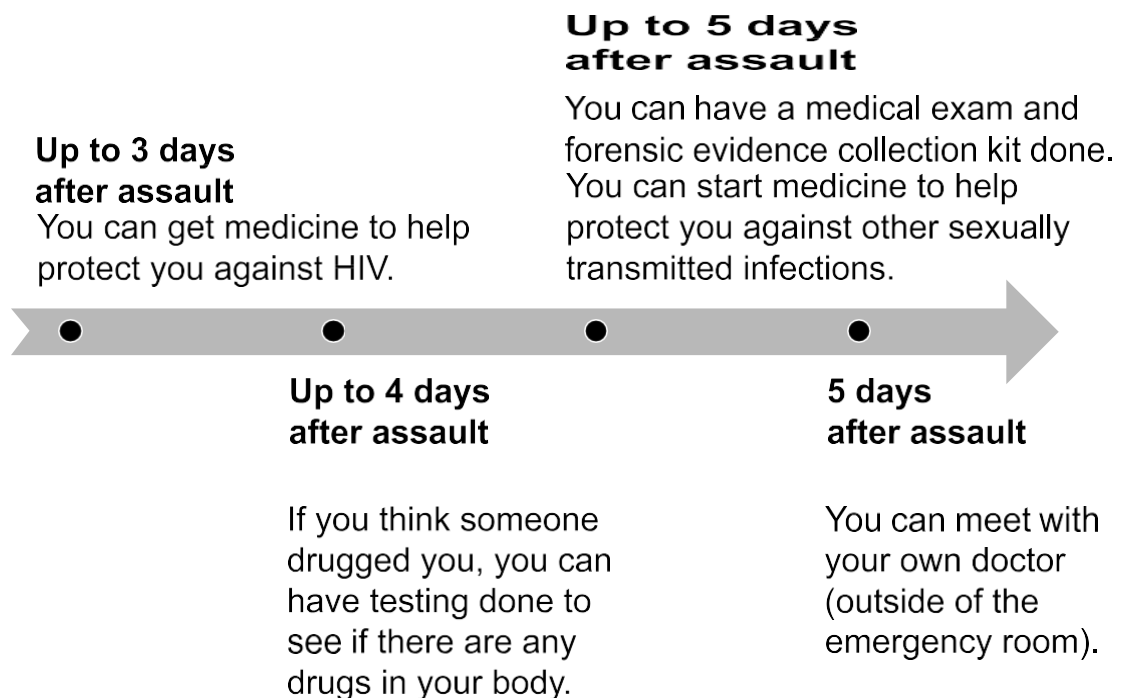 Up to 3 days
after assault
You can get medicine to help
protect you against HIV.
Up to 4 days
after assault
If you think someone
drugged you, you can
have testing done to
see if there are any
drugs in your body.
Up to 5 days
after assault
You can have a medical exam and
forensic evidence collection kit done.
You can start medicine to help
protect you against other sexually
transmitted infections.
5 days
after assault
You can meet with
your own doctor
(outside of the
emergency room).